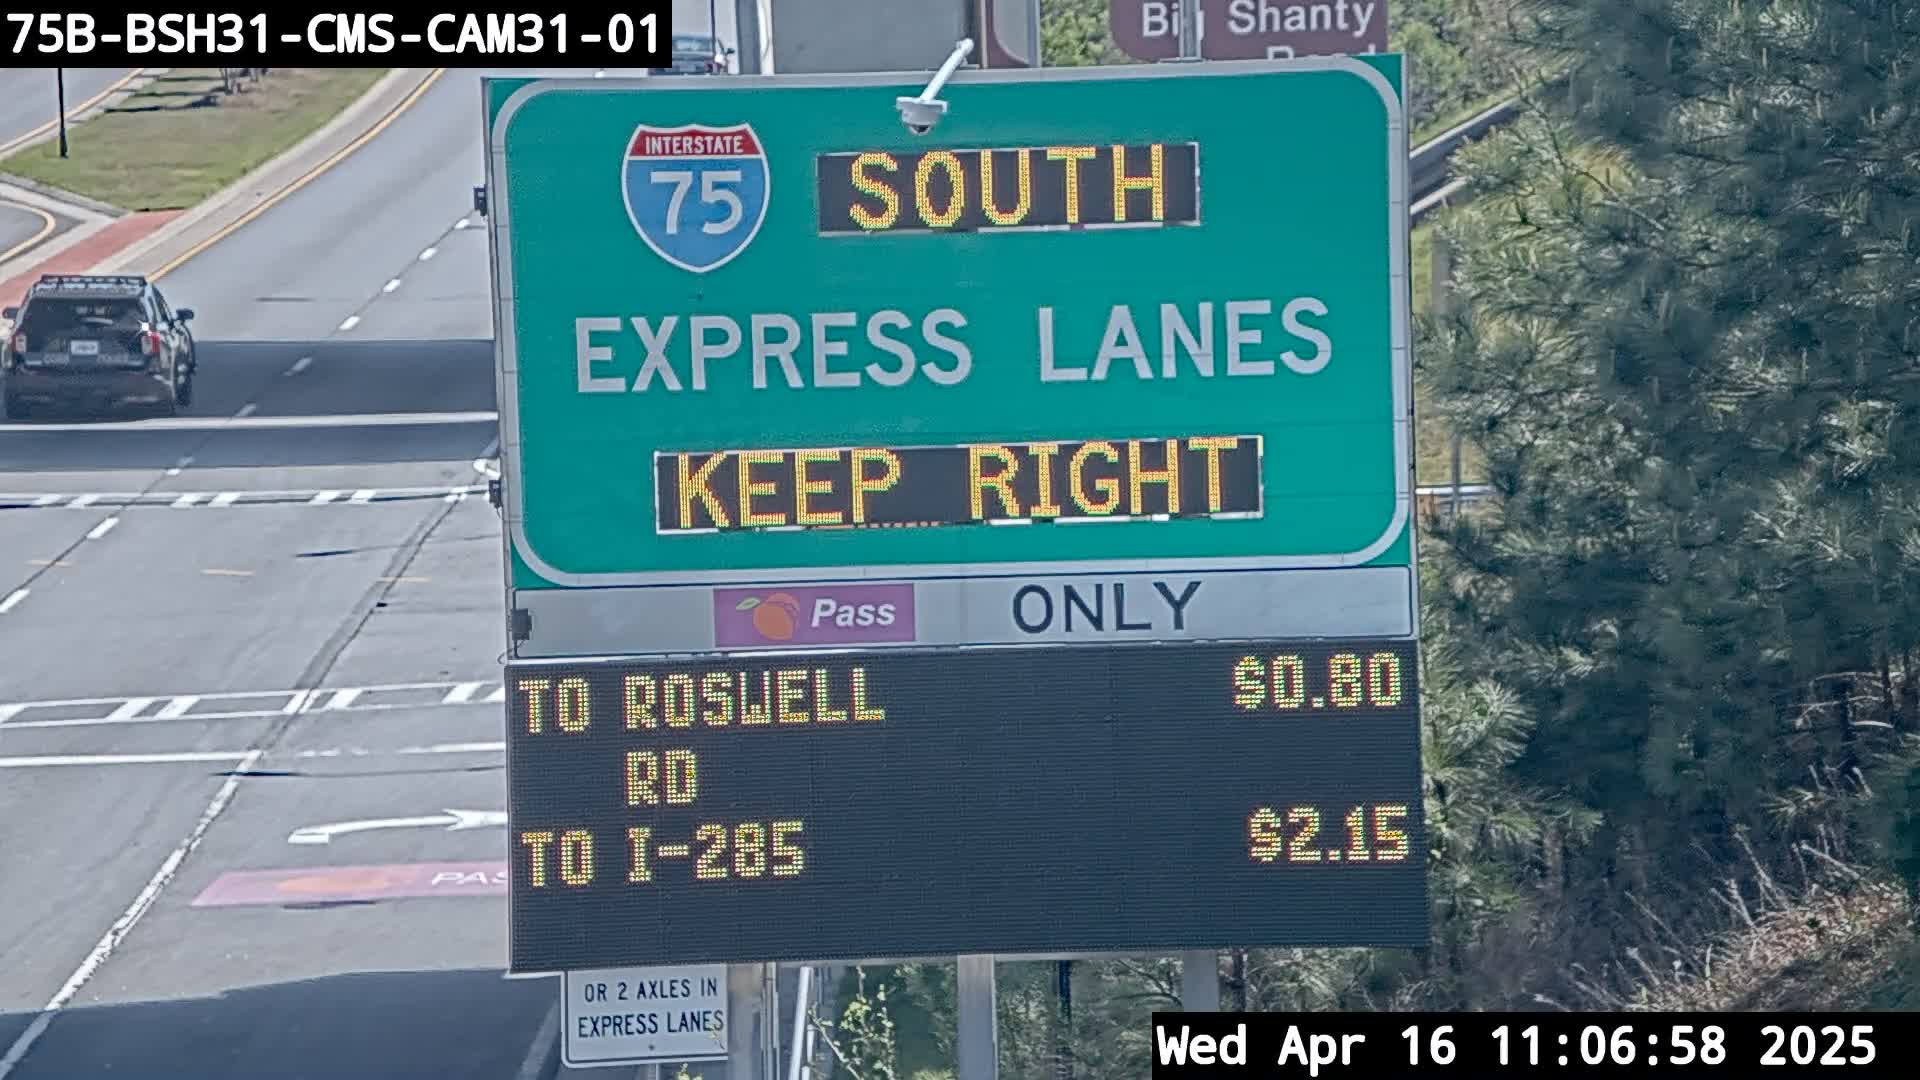 75B-BSH31-CMS-CAM31-01
Big Shanty
Road
INTERSTATE
75
SOUTH
EXPRESS LANES
KEEP RIGHT
Pass ONLY
TO ROSWELL $0.80
RD
TO I-285 $2.15
PAS
OR 2 AXLES IN
EXPRESS LANES
Wed Apr 16 11:06:58 2025